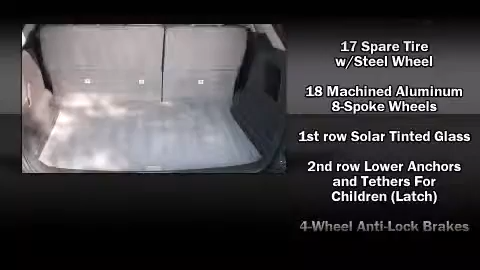 17 Spare Tire
w/Steel Wheel
18 Machined Aluminum
8-Spoke Wheels
1st row Solar Tinted Glass
2nd row Lower Anchors
and Tethers For
Children (Latch)
4-Wheel Anti-Lock Brakes